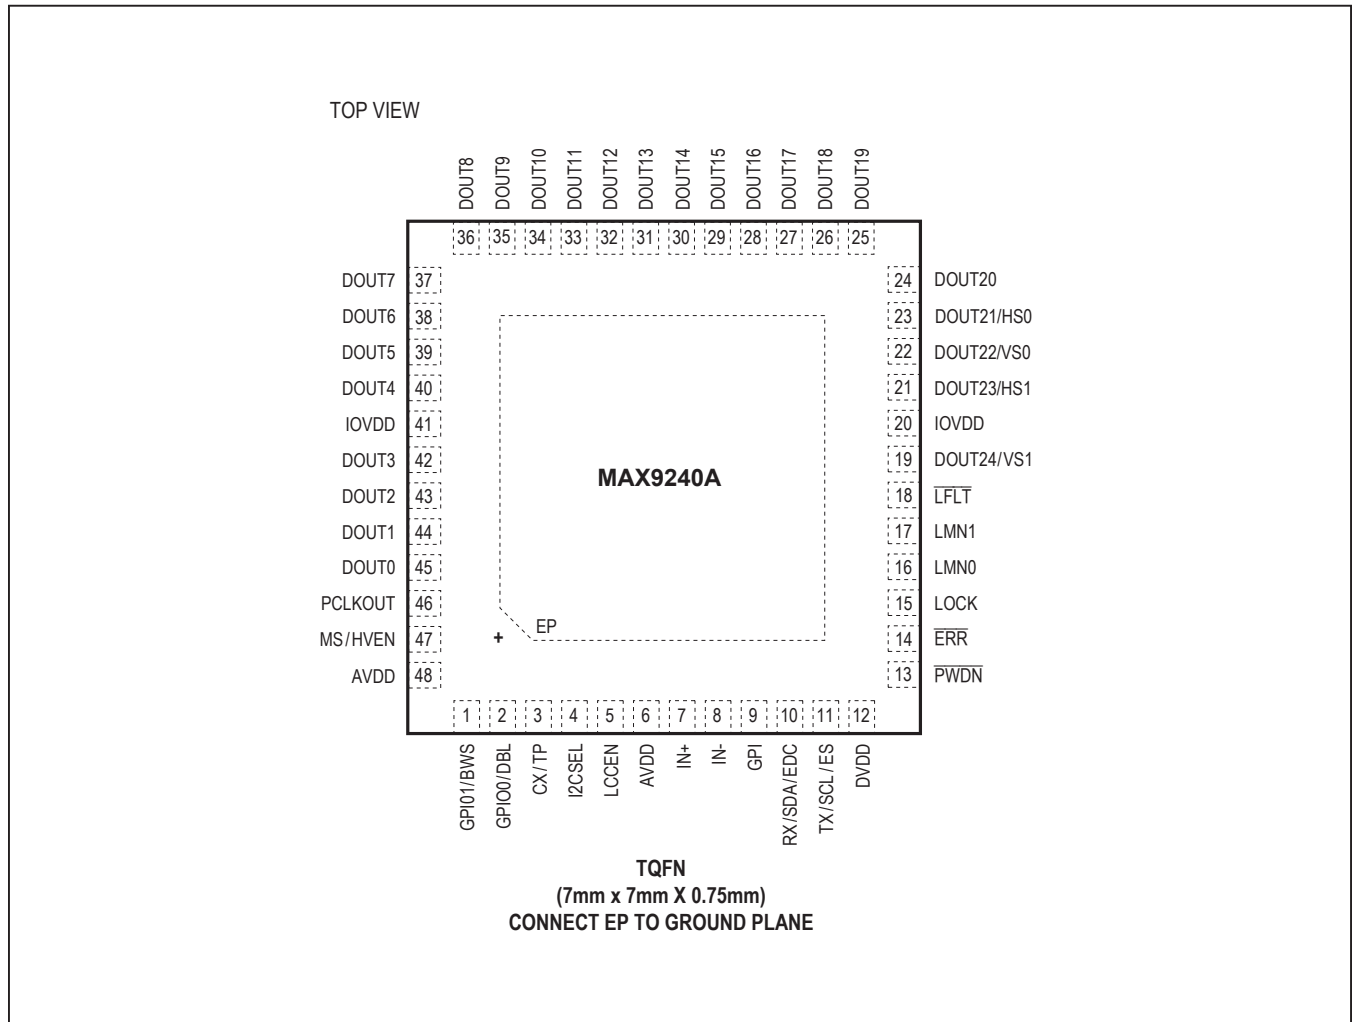 TOP VIEW
DOUT8
DOUT9
DOUT10
DOUT11
DOUT12
DOUT13
DOUT14
DOUT15
DOUT16
DOUT17
DOUT18
DOUT19
36 35 34 33 32 31 30 29 28 27 26 25
DOUT7 37
DOUT6 38
DOUT5 39
DOUT4 40
IOVDD 41
DOUT3 42
DOUT2 43
DOUT1 44
DOUT0 45
PCLKOUT 46
MS/HVEN 47
AVDD 48
24 DOUT20
23 DOUT21/HS0
22 DOUT22/VS0
21 DOUT23/HS1
20 IOVDD
19 DOUT24/VS1
18 LFLT
17 LMN1
16 LMN0
15 LOCK
14 ERR
13 PWDN
MAX9240A
+ EP
1 2 3 4 5 6 7 8 9 10 11 12
GPI01/BWS
GPIO0/DBL
CX/TP
I2CSEL
LCCEN
AVDD
IN+
IN-
GPI
RX/SDA/EDC
TX/SCL/ES
DVDD
TQFN
(7mm x 7mm X 0.75mm)
CONNECT EP TO GROUND PLANE